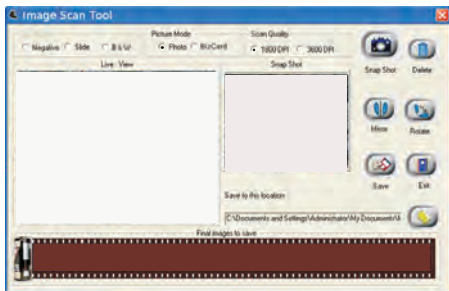 Image Scan Tool
Picture Mode
Scan Quality
Negative Slide B & W
Photo BizCard
1800 DPI 3600 DPI
Live View
Snap Shot
Snap Shot Delete
Mirror Rotate
Save Exit
Save to this location
C:\Documents and Settings\Administrator\My Documents\
Final images to save